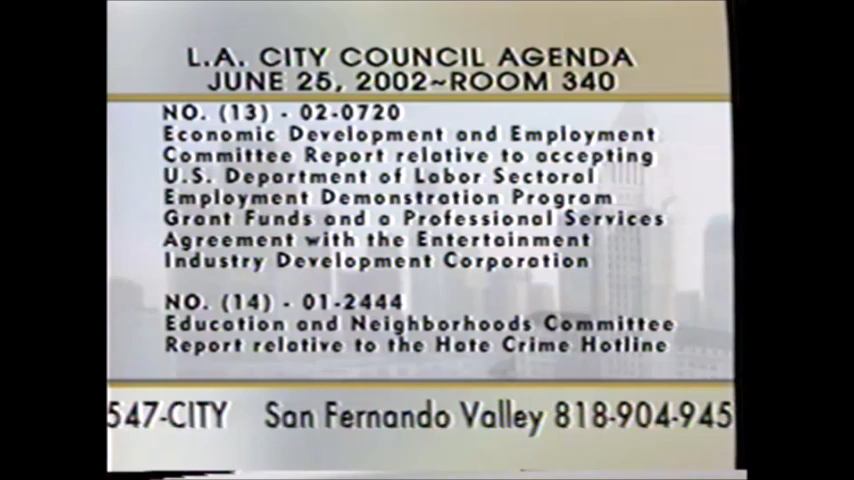 L.A. CITY COUNCIL AGENDA
JUNE 25, 2002~ROOM 340
NO. (13) - 02-0720
Economic Development and Employment
Committee Report relative to accepting
U.S. Department of Labor Sectoral
Employment Demonstration Program
Grant Funds and a Professional Services
Agreement with the Entertainment
Industry Development Corporation
NO. (14) - 01-2444
Education and Neighborhoods Committee
Report relative to the Hate Crime Hotline
547-CITY San Fernando Valley 818-904-945